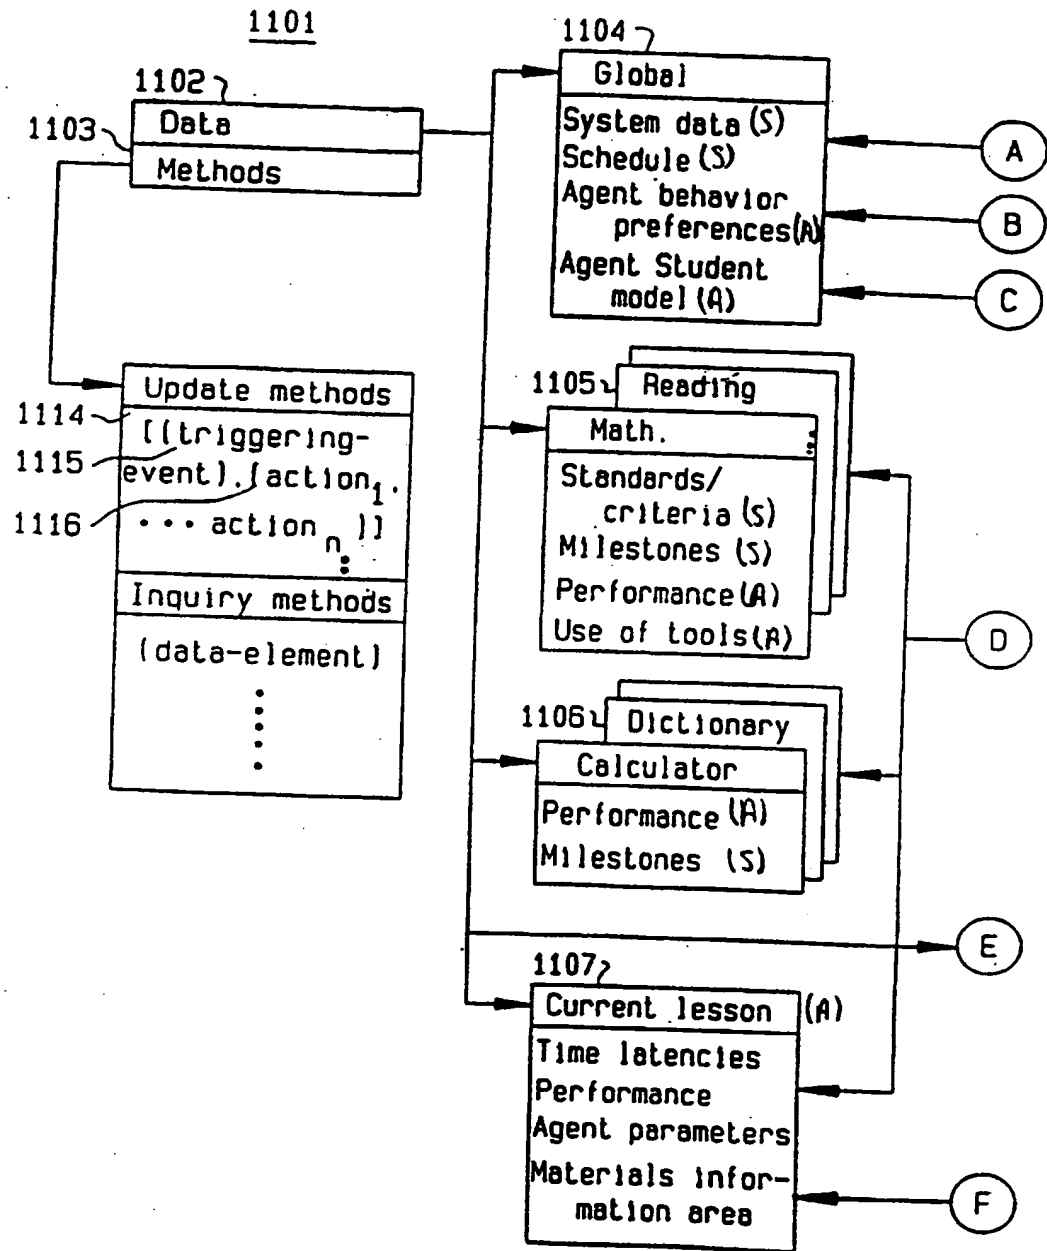 1101
1102
Data
1103
Methods
1104
Global
System data (S)
Schedule (S)
Agent behavior
preferences (A)
Agent Student
model (A)
A
B
C
Update methods
1114
[((triggering-
1115
event),(action1,
1116
... action n )]]
Inquiry methods
(data-element)
1105
Reading
Math.
Standards/
criteria (S)
Milestones (S)
Performance (A)
Use of tools (A)
D
1106
Dictionary
Calculator
Performance (A)
Milestones (S)
E
1107
Current lesson (A)
Time latencies
Performance
Agent parameters
Materials infor-
mation area
F